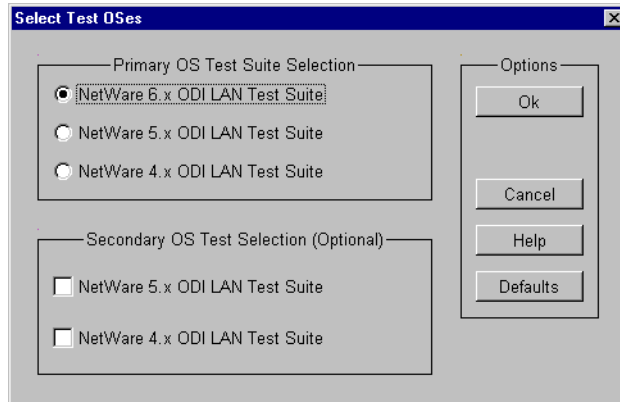 Select Test OSes
Primary OS Test Suite Selection
NetWare 6.x ODI LAN Test Suite
NetWare 5.x ODI LAN Test Suite
NetWare 4.x ODI LAN Test Suite
Secondary OS Test Selection (Optional)
NetWare 5.x ODI LAN Test Suite
NetWare 4.x ODI LAN Test Suite
Options
Ok
Cancel
Help
Defaults